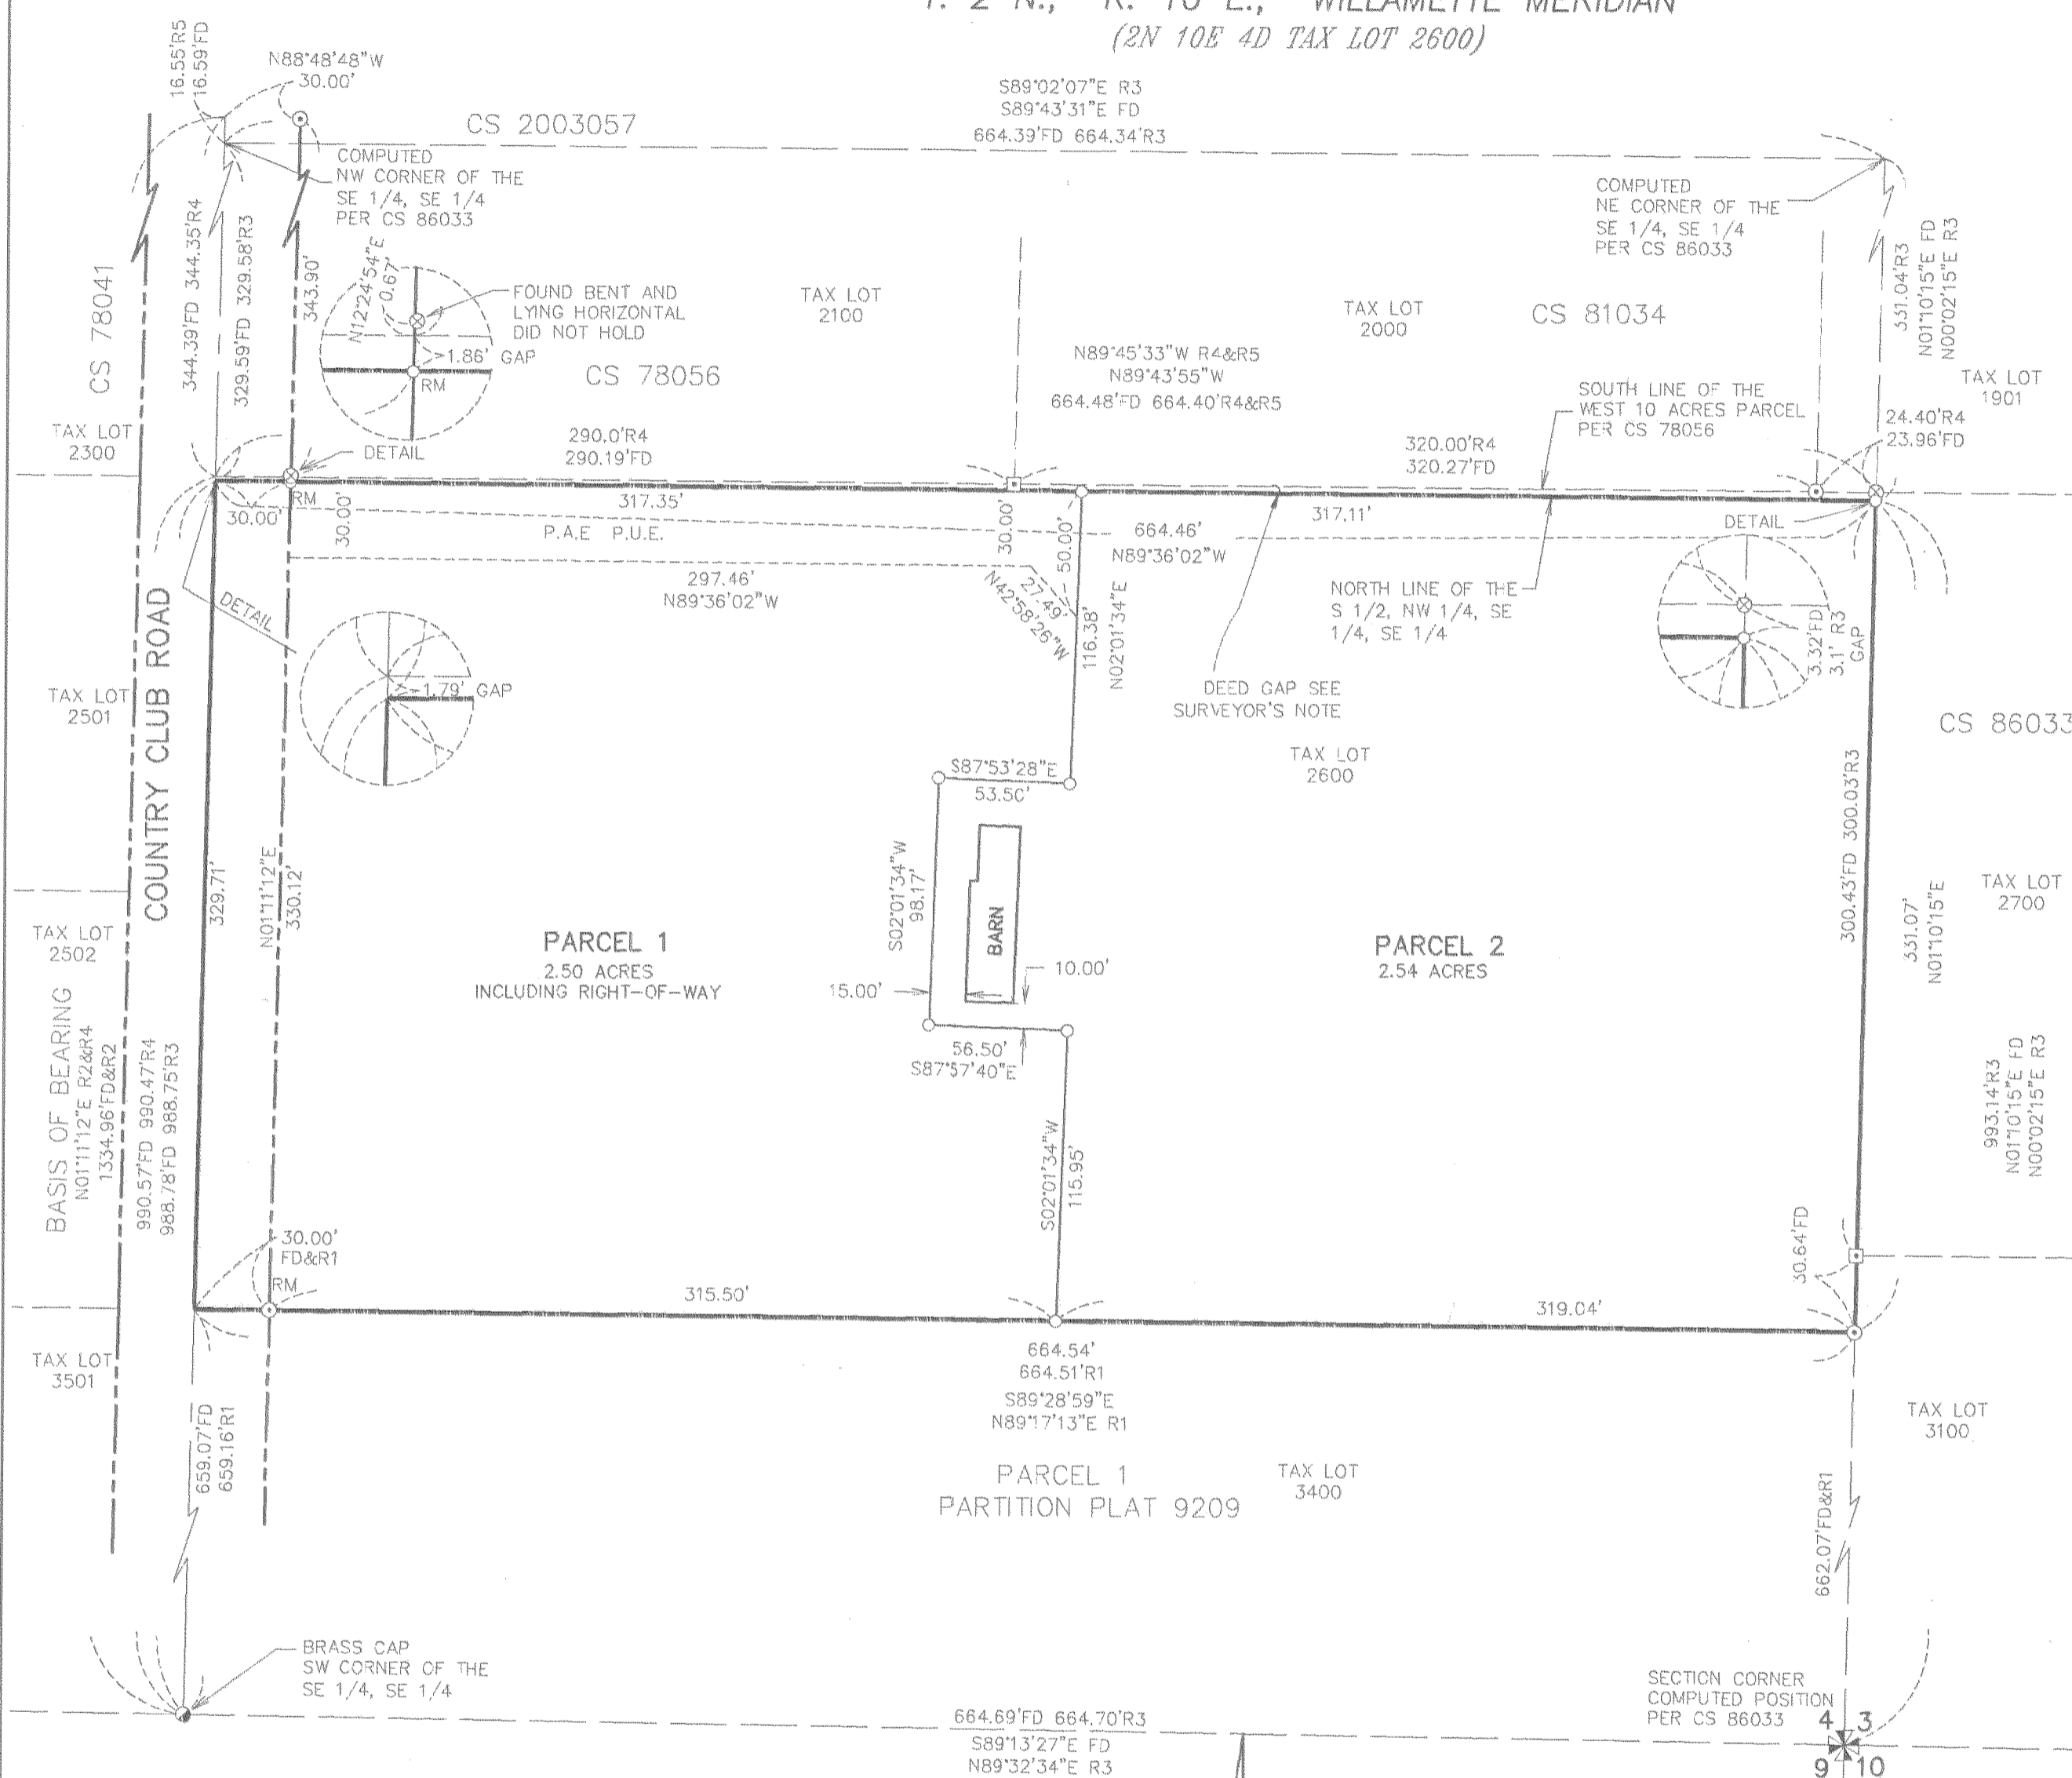 T. 2 N., R. 10 E., WILLAMETTE MERIDIAN
(2N 10E 4D TAX LOT 2600)
16.55'R5
16.59'FD
N88°48'48"W
30.00'
CS 2003057
S89°02'07"E R3
S89°43'31"E FD
664.39'FD 664.34'R3
COMPUTED
NW CORNER OF THE
SE 1/4, SE 1/4
PER CS 86033
COMPUTED
NE CORNER OF THE
SE 1/4, SE 1/4
PER CS 86033
CS 78041
344.39'FD 344.35'R4
329.59'FD 329.58'R3
343.90'
N12°24'54"E
0.67'
FOUND BENT AND
LYING HORIZONTAL
DID NOT HOLD
1.86' GAP
RM
CS 78056
TAX LOT
2100
TAX LOT
2000
CS 81034
331.04'R3
N01°10'15"E FD
N00°02'15"E R3
TAX LOT
1901
N89°45'33"W R4&R5
N89°43'55"W
664.48'FD 664.40'R4&R5
SOUTH LINE OF THE
WEST 10 ACRES PARCEL
PER CS 78056
24.40'R4
23.96'FD
TAX LOT
2300
DETAIL
290.0'R4
290.19'FD
320.00'R4
320.27'FD
RM
30.00'
30.00'
317.35'
P.A.E P.U.E.
30.00'
50.00'
664.46'
N89°36'02"W
317.11'
DETAIL
297.46'
N89°36'02"W
27.49'
N42°58'26"W
116.38'
N02°01'34"E
NORTH LINE OF THE
S 1/2, NW 1/4, SE
1/4, SE 1/4
3.32'FD
3.1' R3
GAP
DETAIL
1.79' GAP
TAX LOT
2501
COUNTRY CLUB ROAD
DEED GAP SEE
SURVEYOR'S NOTE
CS 86033
TAX LOT
2600
S87°53'28"E
53.50'
300.43'FD 300.03'R3
329.71'
N01°11'12"E
330.12'
S02°01'34"W
98.17'
BARN
331.07'
N01°10'15"E
TAX LOT
2700
TAX LOT
2502
PARCEL 1
2.50 ACRES
INCLUDING RIGHT-OF-WAY
15.00'
10.00'
PARCEL 2
2.54 ACRES
56.50'
S87°57'40"E
BASIS OF BEARING
N01°11'12"E R2&R4
1334.96'FD&R2
990.57'FD 990.47'R4
988.78'FD 988.75'R3
S02°01'34"W
115.95'
993.14'R3
N01°10'15"E FD
N00°02'15"E R3
30.64'FD
30.00'
FD&R1
RM
315.50'
319.04'
664.54'
664.51'R1
S89°28'59"E
N89°17'13"E R1
TAX LOT
3501
659.07'FD
659.16'R1
TAX LOT
3100
PARCEL 1
PARTITION PLAT 9209
TAX LOT
3400
662.07'FD&R1
BRASS CAP
SW CORNER OF THE
SE 1/4, SE 1/4
SECTION CORNER
COMPUTED POSITION
PER CS 86033
4 3
9 10
664.69'FD 664.70'R3
S89°13'27"E FD
N89°32'34"E R3